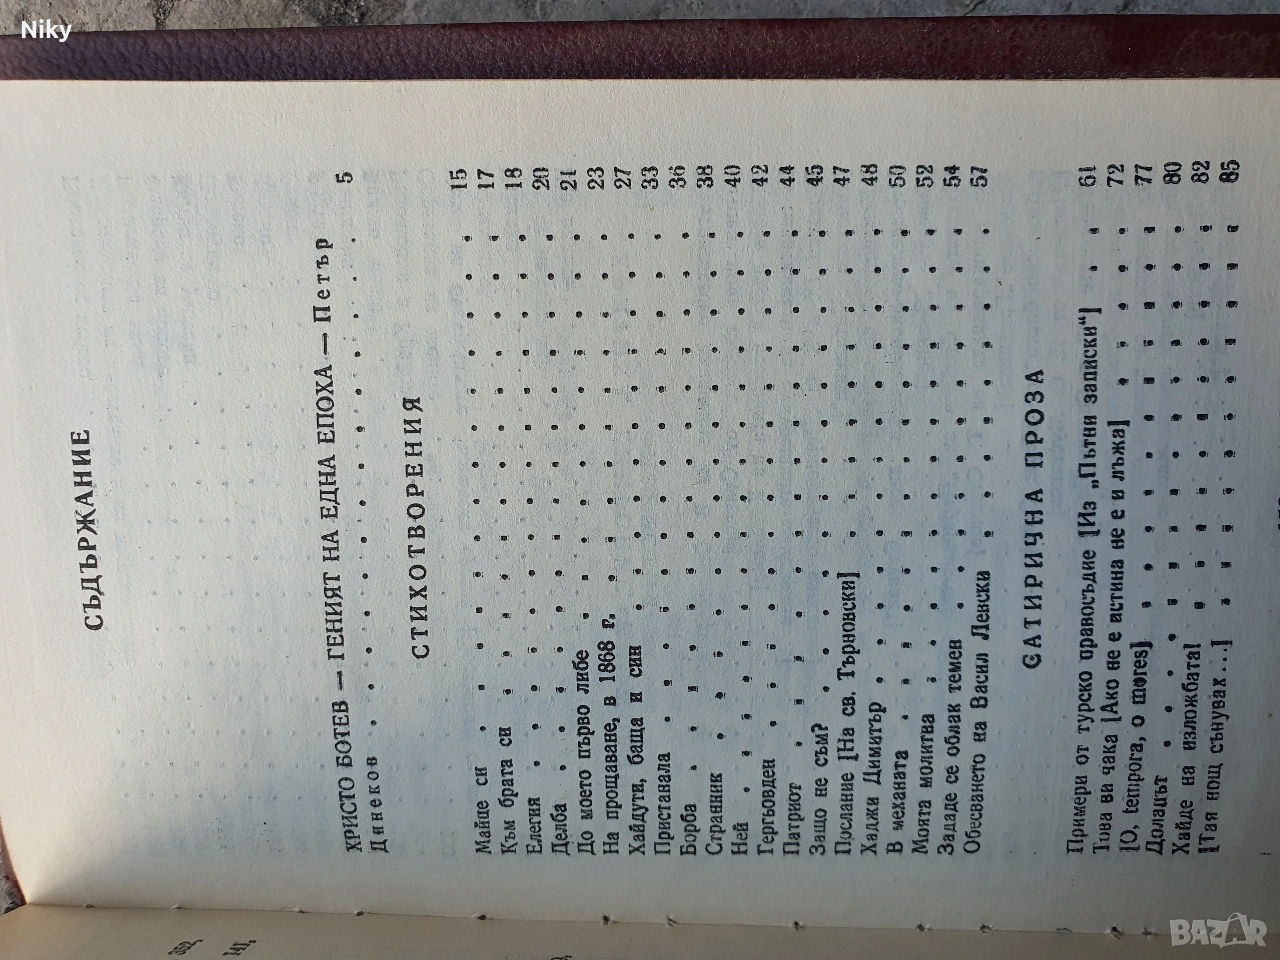 Niky
СЪДЪРЖАНИЕ
ХРИСТО БОТЕВ — ГЕНИЯТ НА ЕДНА ЕПОХА — Петър
Динеков . . . . . . . . . . . . . . . 5
СТИХОТВОРЕНИЯ
Майце си . . . . . . . . . . . . . 15
Към брата си . . . . . . . . . . . . 17
Елегия . . . . . . . . . . . . . . 18
Делба . . . . . . . . . . . . . . 20
До моето първо либе . . . . . . . . . . 21
На прощаване, в 1868 г. . . . . . . . . . 23
Хайдути, баща и син . . . . . . . . . . 27
Пристанала . . . . . . . . . . . . . 33
Борба . . . . . . . . . . . . . . 36
Странник . . . . . . . . . . . . . 38
Ней . . . . . . . . . . . . . . . 40
Гергьовден . . . . . . . . . . . . . 42
Патриот . . . . . . . . . . . . . 44
Защо не съм? . . . . . . . . . . . . 45
Послание [На св. Търновски] . . . . . . . . 47
Хаджи Димитър . . . . . . . . . . . 48
В механата . . . . . . . . . . . . . 50
Моята молитва . . . . . . . . . . . . 52
Зададе се облак темен . . . . . . . . . . 54
Обесването на Васил Левски . . . . . . . . 57
САТИРИЧНА ПРОЗА
Примери от турско правосъдие [Из „Пътни записки“] . . 61
Това ви чака [Ако не е истина не е и лъжа] . . . . . 72
[O, tempora, o mores] . . . . . . . . . . 77
Долапът . . . . . . . . . . . . . 80
Хайде на изложбата! . . . . . . . . . . 82
[Тая нощ сънувах...] . . . . . . . . . . 85
352,
141,
BAZAR